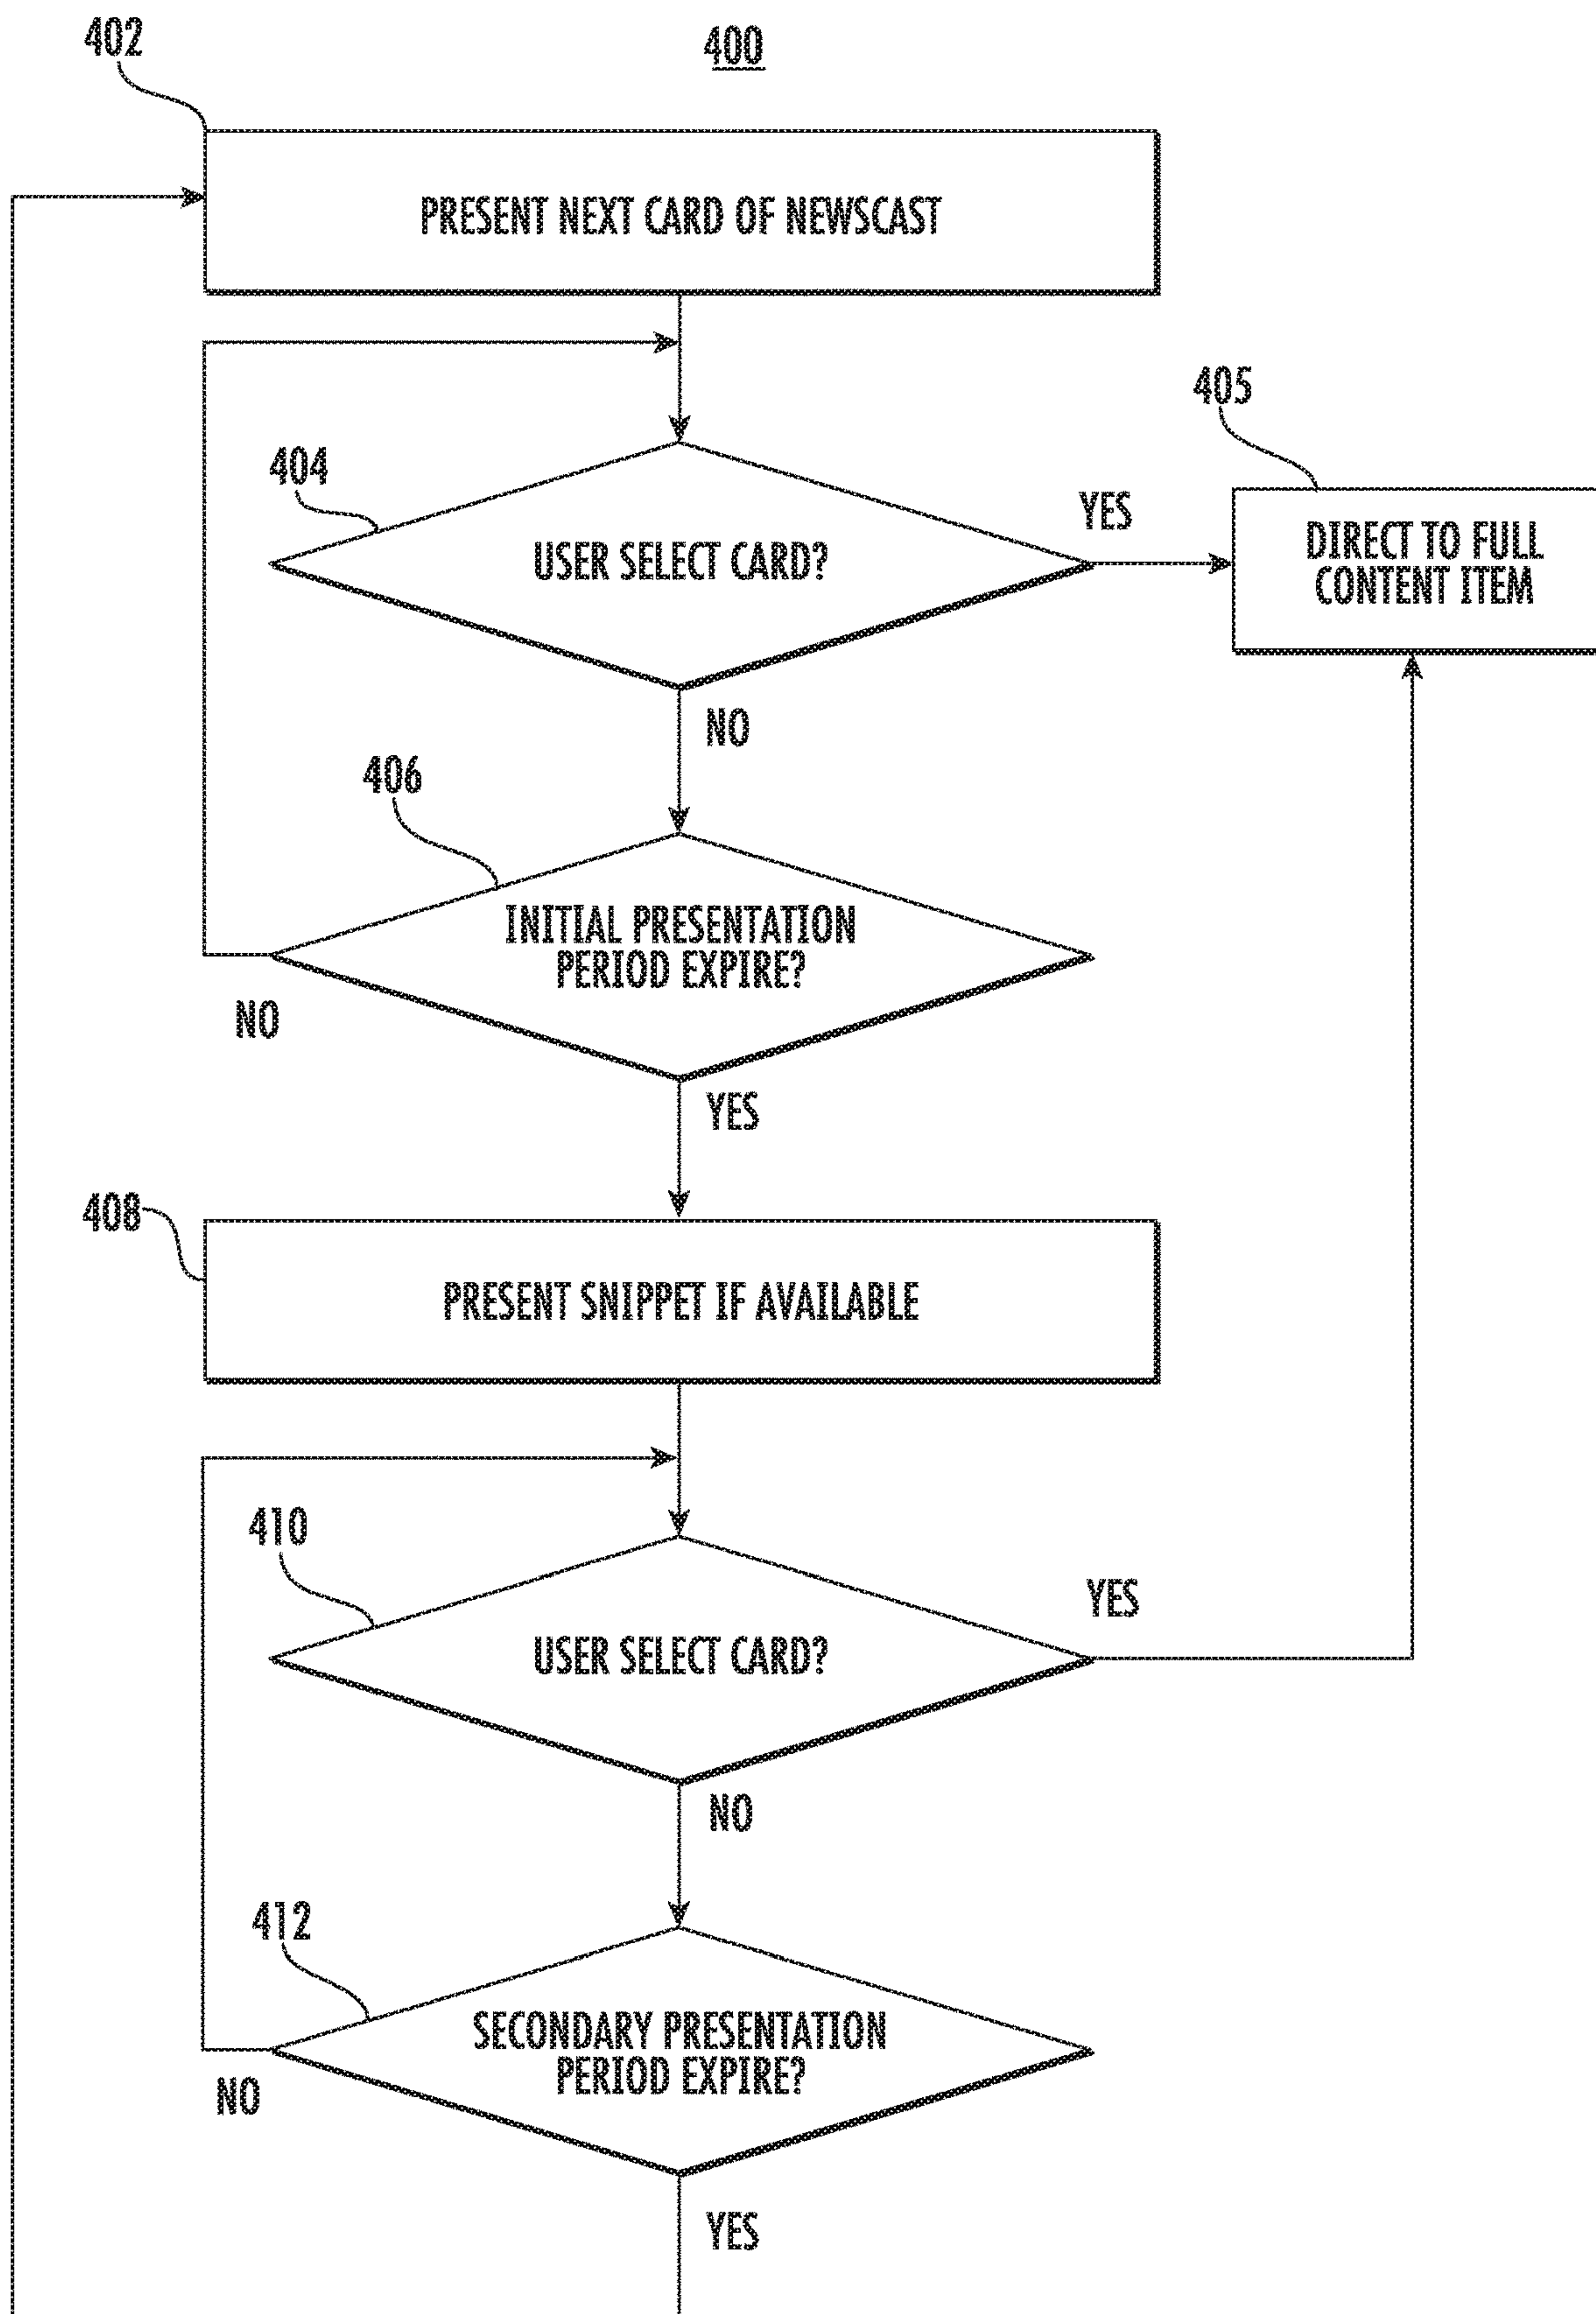 402
400
PRESENT NEXT CARD OF NEWSCAST
405
404
YES
USER SELECT CARD?
DIRECT TO FULL
CONTENT ITEM
NO
406
INITIAL PRESENTATION
PERIOD EXPIRE?
NO
YES
408
PRESENT SNIPPET IF AVAILABLE
410
YES
USER SELECT CARD?
NO
412
SECONDARY PRESENTATION
PERIOD EXPIRE?
NO
YES